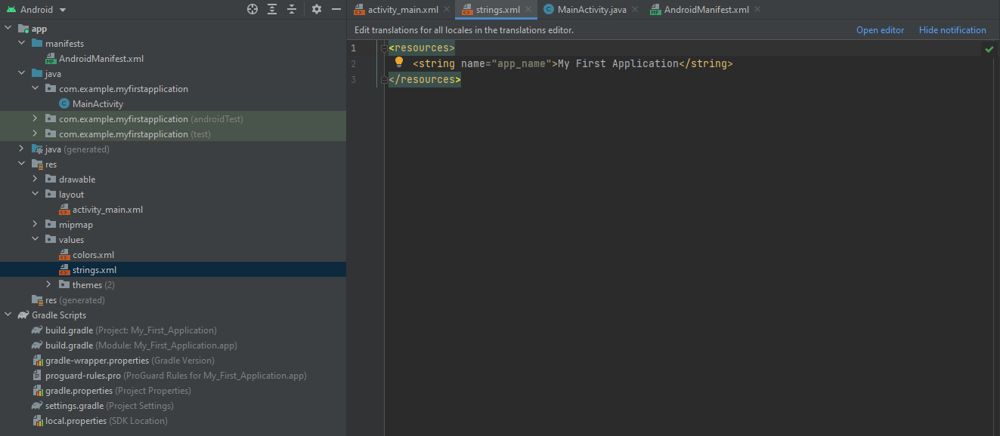 Android
app
manifests
AndroidManifest.xml
java
com.example.myfirstapplication
MainActivity
com.example.myfirstapplication (androidTest)
com.example.myfirstapplication (test)
java (generated)
res
drawable
layout
activity_main.xml
mipmap
values
colors.xml
strings.xml
themes (2)
res (generated)
Gradle Scripts
build.gradle (Project: My_First_Application)
build.gradle (Module: My_First_Application.app)
gradle-wrapper.properties (Gradle Version)
proguard-rules.pro (ProGuard Rules for My_First_Application.app)
gradle.properties (Project Properties)
settings.gradle (Project Settings)
local.properties (SDK Location)
activity_main.xml strings.xml MainActivity.java AndroidManifest.xml
Edit translations for all locales in the translations editor. Open editor Hide notification
1 <resources>
2 <string name="app_name">My First Application</string>
3 </resources>